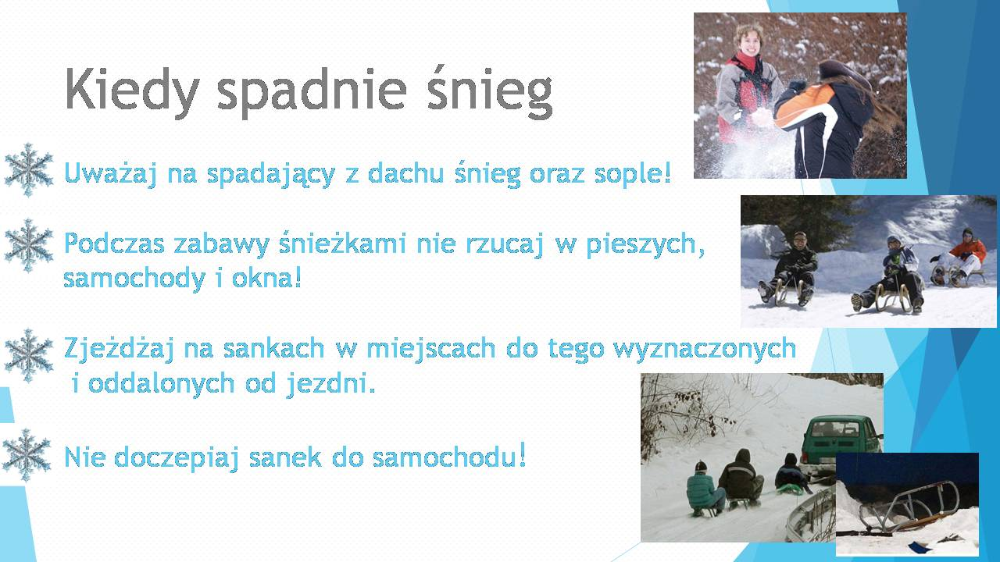 Kiedy spadnie śnieg
Uważaj na spadający z dachu śnieg oraz sople!
Podczas zabawy śnieżkami nie rzucaj w pieszych,
samochody i okna!
Zjeżdżaj na sankach w miejscach do tego wyznaczonych
i oddalonych od jezdni.
Nie doczepiaj sanek do samochodu!